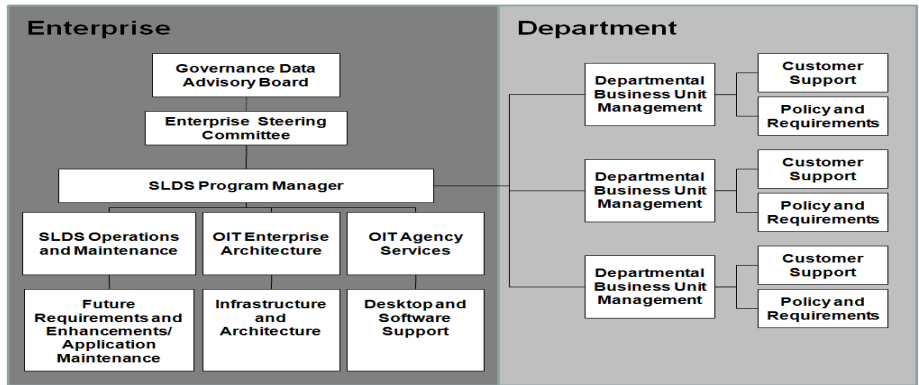 Enterprise
Governance Data
Advisory Board
Enterprise Steering
Committee
SLDS Program Manager
SLDS Operations
and Maintenance
OIT Enterprise
Architecture
OIT Agency
Services
Future
Requirements and
Enhancements/
Application
Maintenance
Infrastructure
and
Architecture
Desktop and
Software
Support
Department
Departmental
Business Unit
Management
Customer
Support
Policy and
Requirements
Departmental
Business Unit
Management
Customer
Support
Policy and
Requirements
Departmental
Business Unit
Management
Customer
Support
Policy and
Requirements